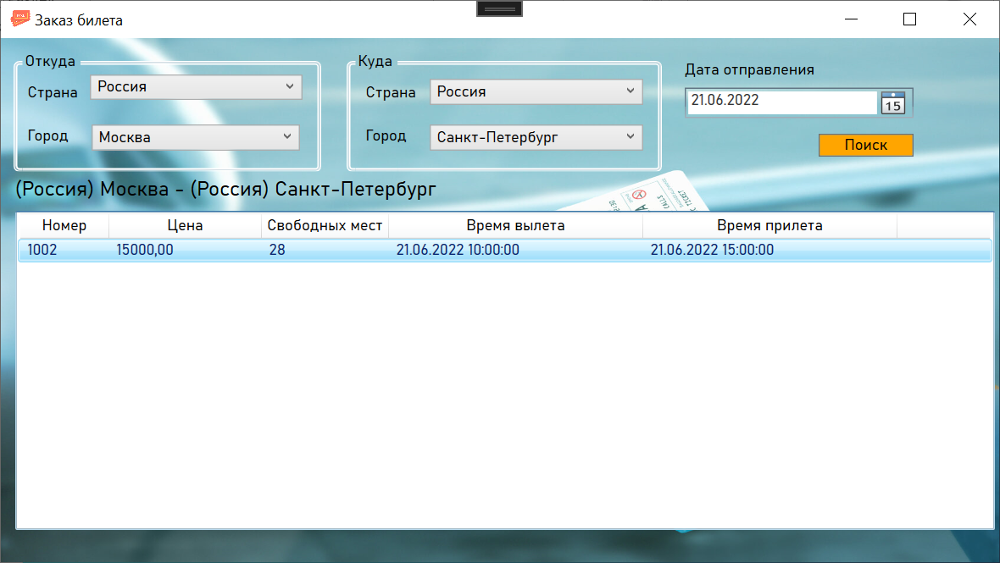 Заказ билета
Откуда
Страна Россия
Город Москва
Куда
Страна Россия
Город Санкт-Петербург
Дата отправления
21.06.2022 15
Поиск
(Россия) Москва - (Россия) Санкт-Петербург
Номер Цена Свободных мест Время вылета Время прилета
1002 15000,00 28 21.06.2022 10:00:00 21.06.2022 15:00:00